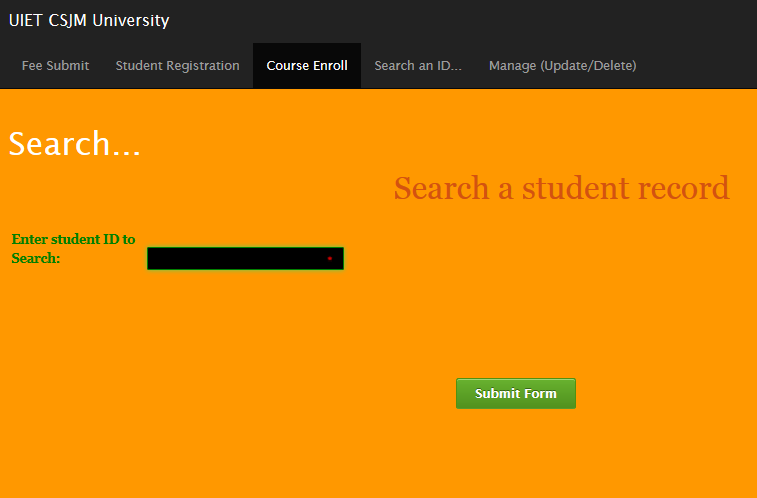 UIET CSJM University
Fee Submit Student Registration Course Enroll Search an ID... Manage (Update/Delete)
Search...
Search a student record
Enter student ID to
Search:
*
Submit Form